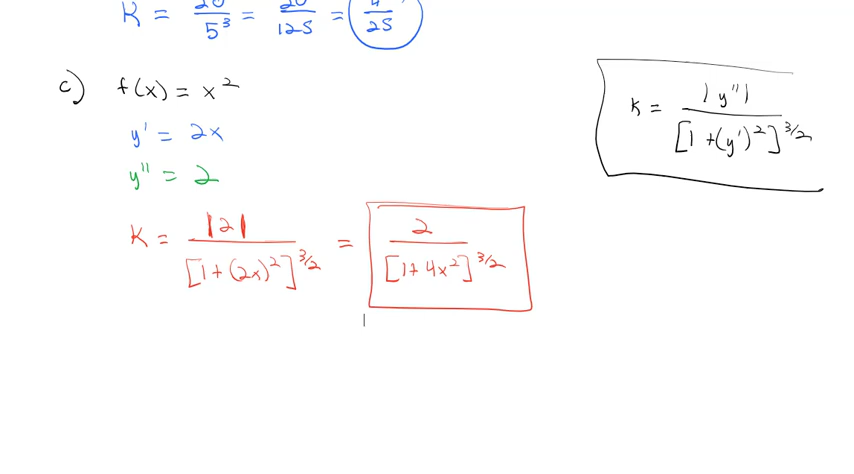 K = 20/5³ = 20/125 = 4/25
c) f(x) = x²
K = |y''| / [1+(y')²]^3/2
y' = 2x
y'' = 2
K = |2| / [1+(2x)²]^3/2 = 2 / [1+4x²]^3/2